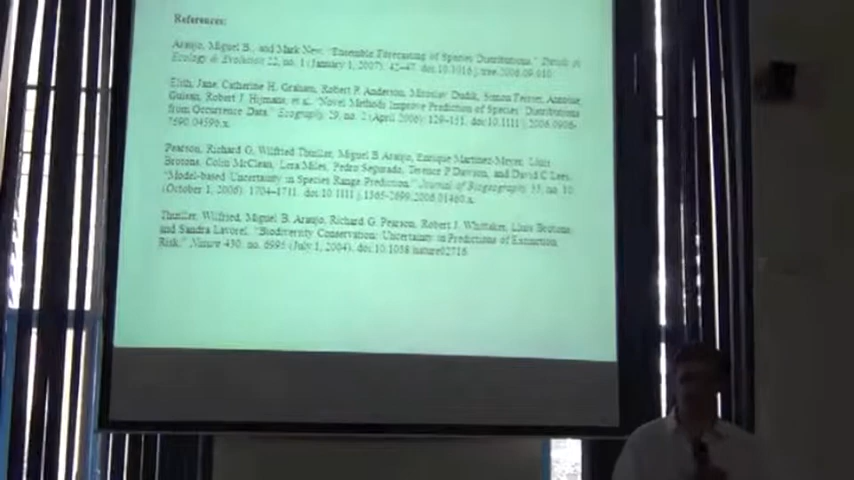 References:
Araujo, Miguel B., and Mark New. "Ensemble Forecasting of Species Distributions." Trends in
Ecology & Evolution 22, no. 1 (January 1, 2007): 42–47. doi:10.1016/j.tree.2006.09.010.
Elith, Jane, Catherine H. Graham, Robert P. Anderson, Miroslav Dudik, Simon Ferrier, Antoine
Guisan, Robert J. Hijmans, et al. "Novel Methods Improve Prediction of Species' Distributions
from Occurrence Data." Ecography 29, no. 2 (April 2006): 129–151. doi:10.1111/j.2006.0906-
7590.04596.x.
Pearson, Richard G, Wilfried Thuiller, Miguel B Araujo, Enrique Martinez-Meyer, Lluis
Brotons, Colin McClean, Lera Miles, Pedro Segurado, Terence P Dawson, and David C Lees.
"Model-based Uncertainty in Species Range Prediction." Journal of Biogeography 33, no. 10
(October 1, 2006): 1704–1711. doi:10.1111/j.1365-2699.2006.01460.x.
Thuiller, Wilfried, Miguel B. Araujo, Richard G. Pearson, Robert J. Whittaker, Lluis Brotons,
and Sandra Lavorel. "Biodiversity Conservation: Uncertainty in Predictions of Extinction
Risk." Nature 430, no. 6995 (July 1, 2004). doi:10.1038/nature02716.